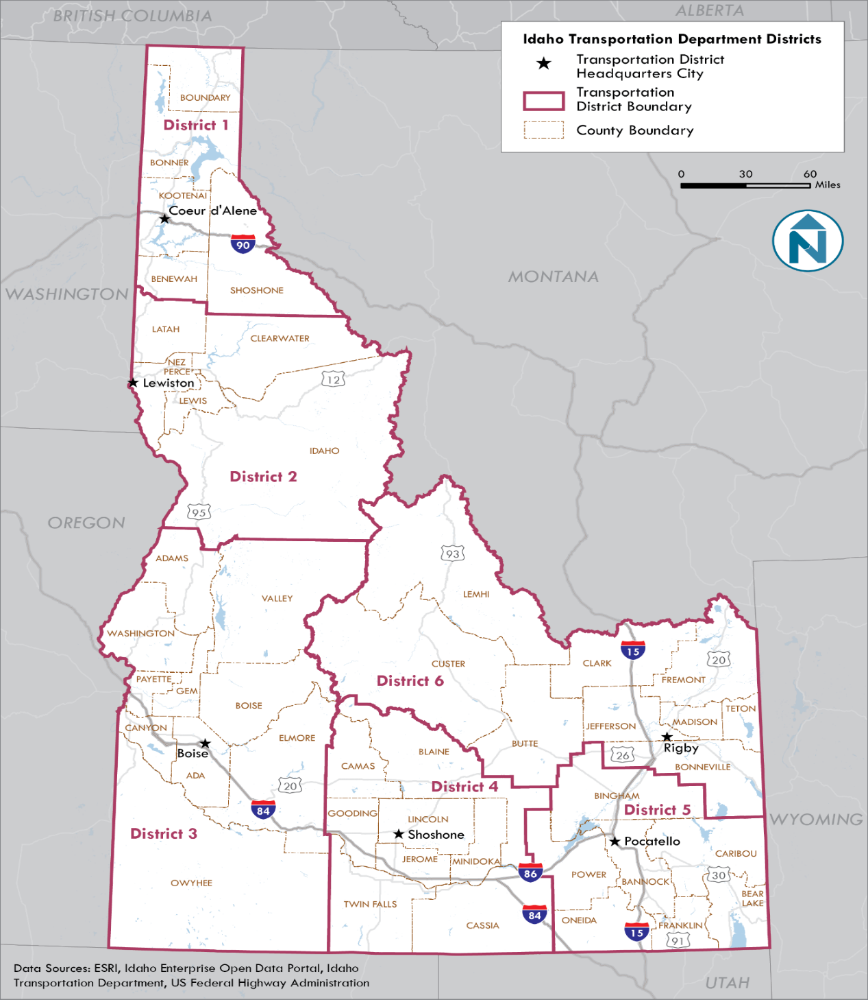 BRITISH COLUMBIA
ALBERTA
Idaho Transportation Department Districts
Transportation District
Headquarters City
Transportation
District Boundary
County Boundary
0 30 60
Miles
N
BOUNDARY
District 1
BONNER
KOOTENAI
Coeur d'Alene
90
BENEWAH
SHOSHONE
WASHINGTON
MONTANA
LATAH
CLEARWATER
NEZ
PERCE
Lewiston
12
LEWIS
IDAHO
District 2
95
OREGON
ADAMS
93
VALLEY
LEMHI
WASHINGTON
CUSTER
District 6
CLARK
15
20
FREMONT
PAYETTE
GEM
BOISE
TETON
MADISON
JEFFERSON
CANYON
ELMORE
BUTTE
Rigby
Boise
BLAINE
26
CAMAS
BONNEVILLE
ADA
20
District 4
BINGHAM
District 5
84
GOODING
LINCOLN
WYOMING
District 3
Shoshone
Pocatello
JEROME
MINIDOKA
CARIBOU
86
POWER
30
BANNOCK
OWYHEE
BEAR
LAKE
TWIN FALLS
84
ONEIDA
CASSIA
15
FRANKLIN
91
Data Sources: ESRI, Idaho Enterprise Open Data Portal, Idaho
Transportation Department, US Federal Highway Administration
UTAH